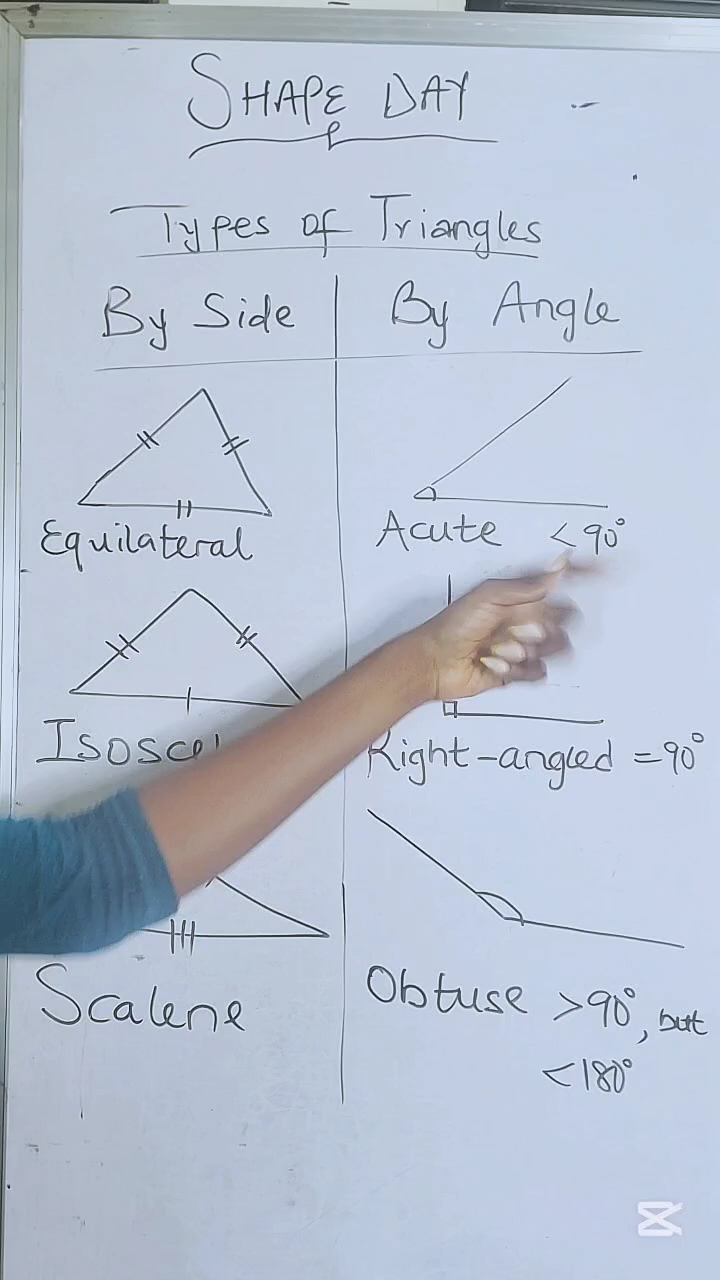 SHAPE DAY
Types of Triangles
By Side
By Angle
Equilateral
Acute <90°
Right-angled =90°
Scalene
Obtuse >90°, but
<180°